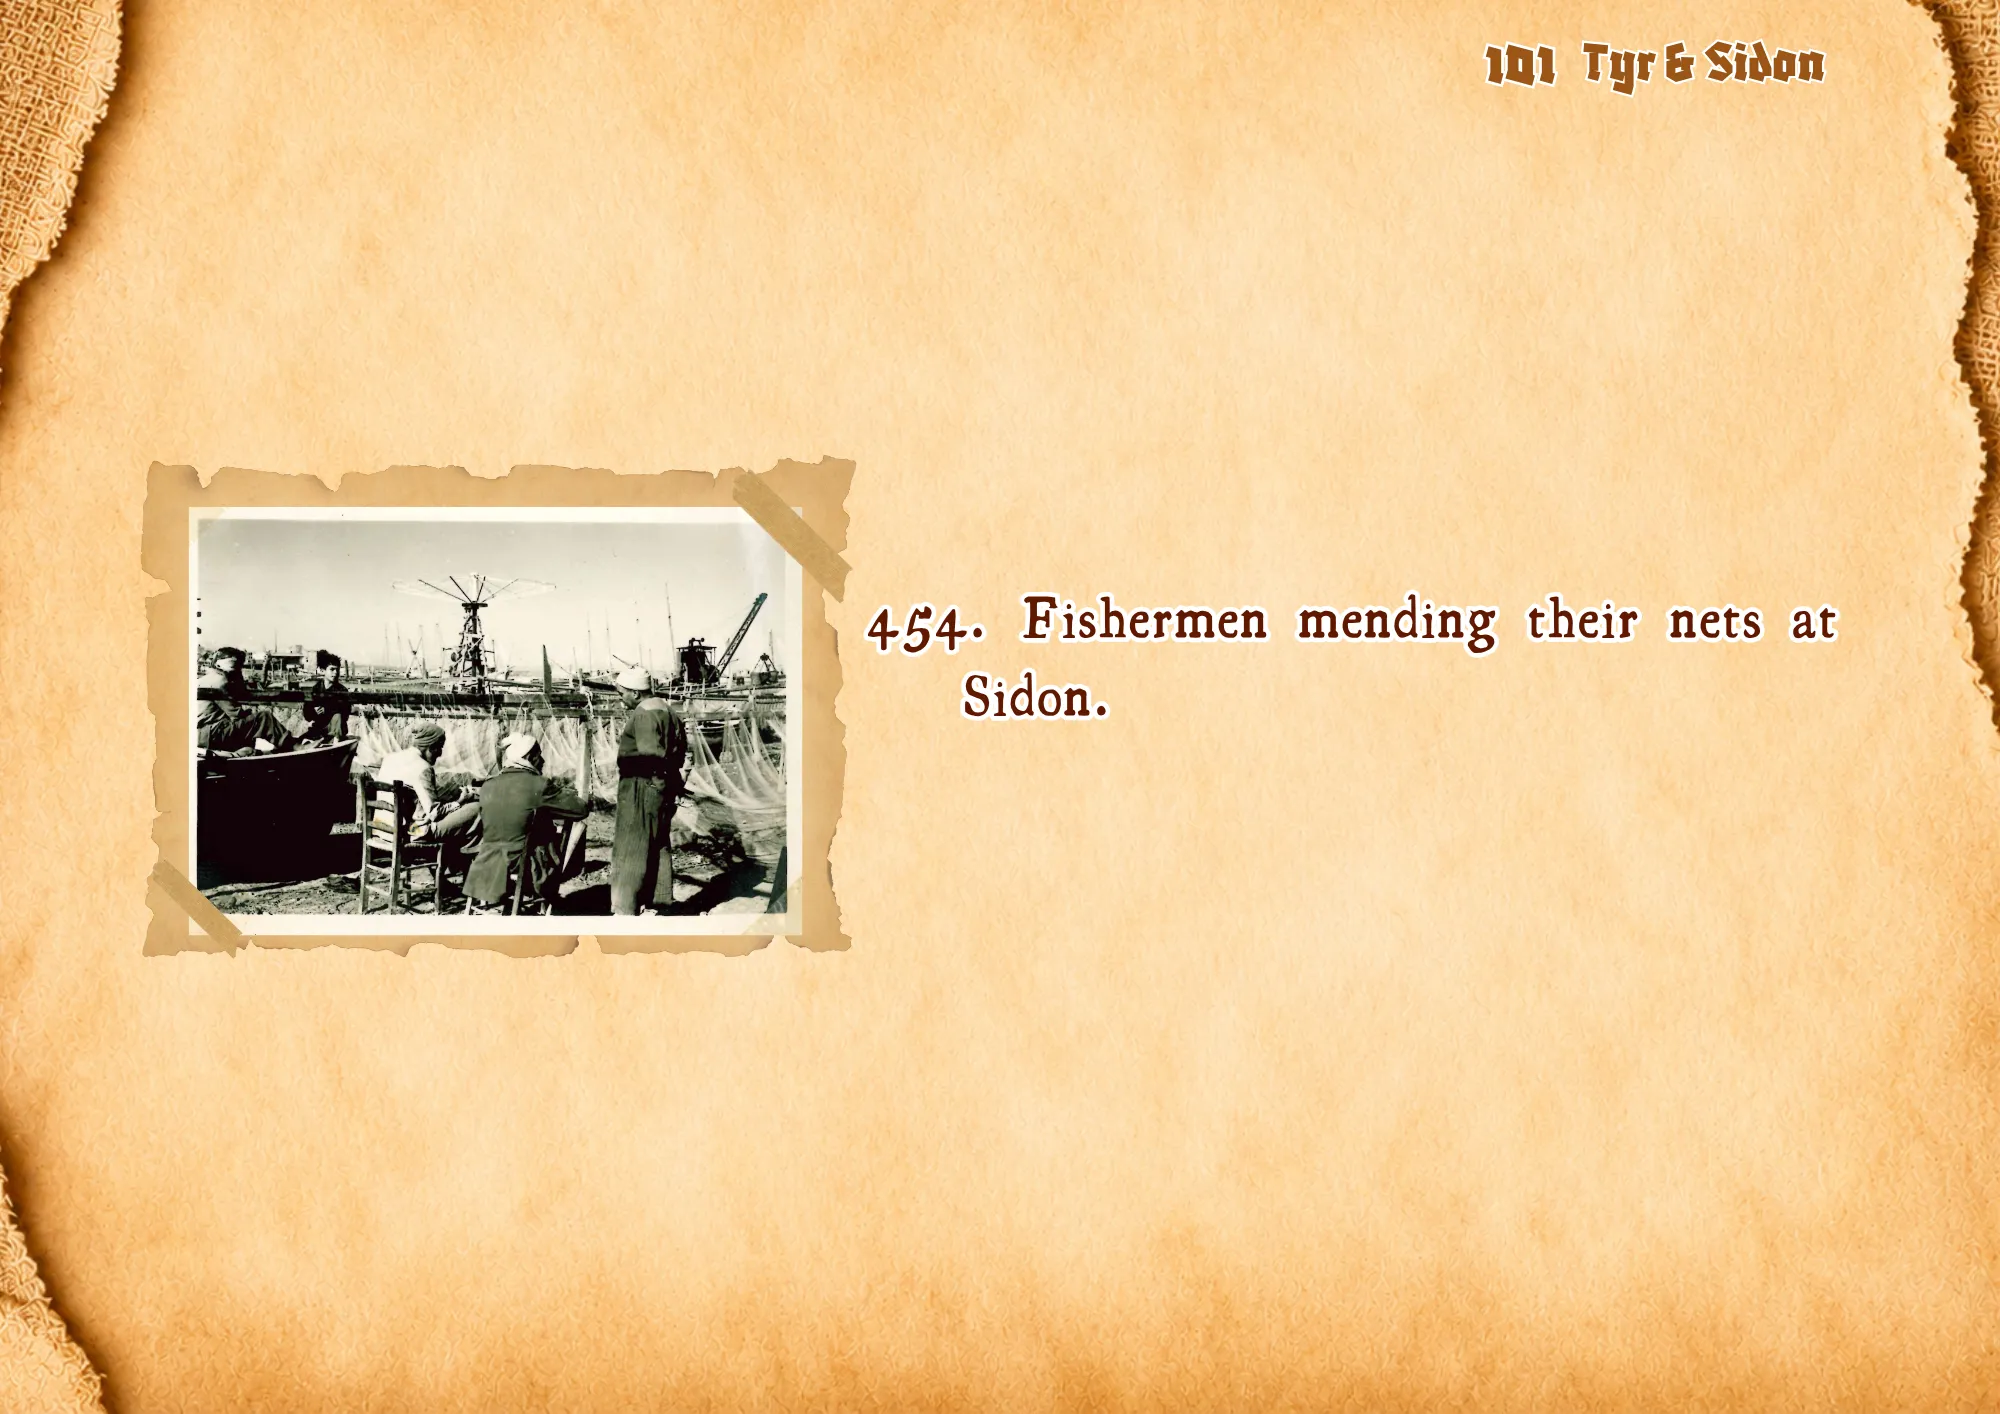 101 Tyr & Sidon
454. Fishermen mending their nets at
Sidon.